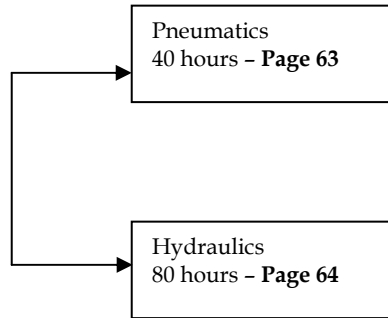 Pneumatics
40 hours – Page 63
Hydraulics
80 hours – Page 64